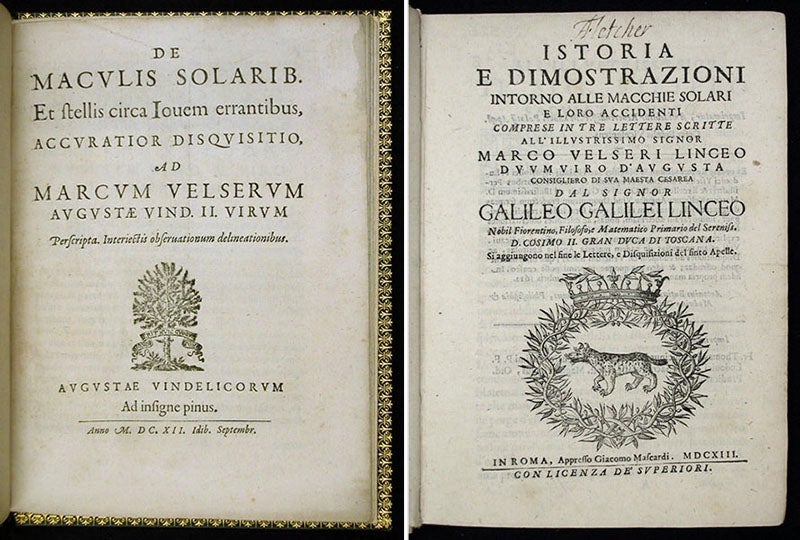 DE
MACVLIS SOLARIB.
Et stellis circa Iouem errantibus,
ACCVRATIOR DISQVISITIO,
AD
MARCVM VELSERVM
AVGVSTÆ VIND. II. VIRVM
Perscripta. Interiectis obseruationum delineationibus.
AVGVSTAE VINDELICORVM
Ad insigne pinus.
Anno M. DC. XII. Idib. Septembr.
Fletcher
ISTORIA
E DIMOSTRAZIONI
INTORNO ALLE MACCHIE SOLARI
E LORO ACCIDENTI
COMPRESE IN TRE LETTERE SCRITTE
ALL'ILLVSTRISSIMO SIGNOR
MARCO VELSERI LINCEO
DVVMVIRO D'AVGVSTA
CONSIGLIERO DI SVA MAESTA CESAREA
DAL SIGNOR
GALILEO GALILEI LINCEO
Nobil Fiorentino, Filosofo, e Matematico Primario del Sereniss.
D. COSIMO II. GRAN DVCA DI TOSCANA.
Si aggiungono nel fine le Lettere, e Disquisizioni del finto Apelle.
IN ROMA, Appresso Giacomo Mascardi. MDCXIII.
CON LICENZA DE' SVPERIORI.